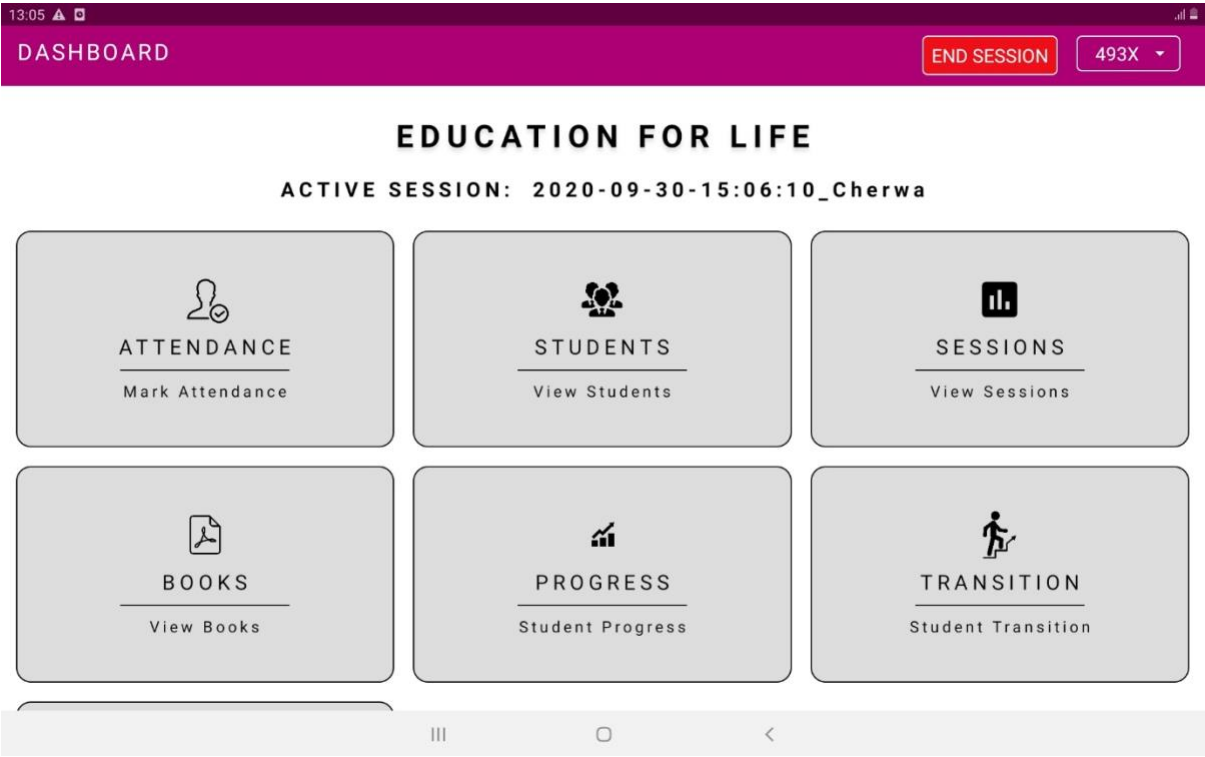 13:05
DASHBOARD
END SESSION
493X
EDUCATION FOR LIFE
ACTIVE SESSION: 2020-09-30-15:06:10_Cherwa
ATTENDANCE
Mark Attendance
STUDENTS
View Students
SESSIONS
View Sessions
BOOKS
View Books
PROGRESS
Student Progress
TRANSITION
Student Transition